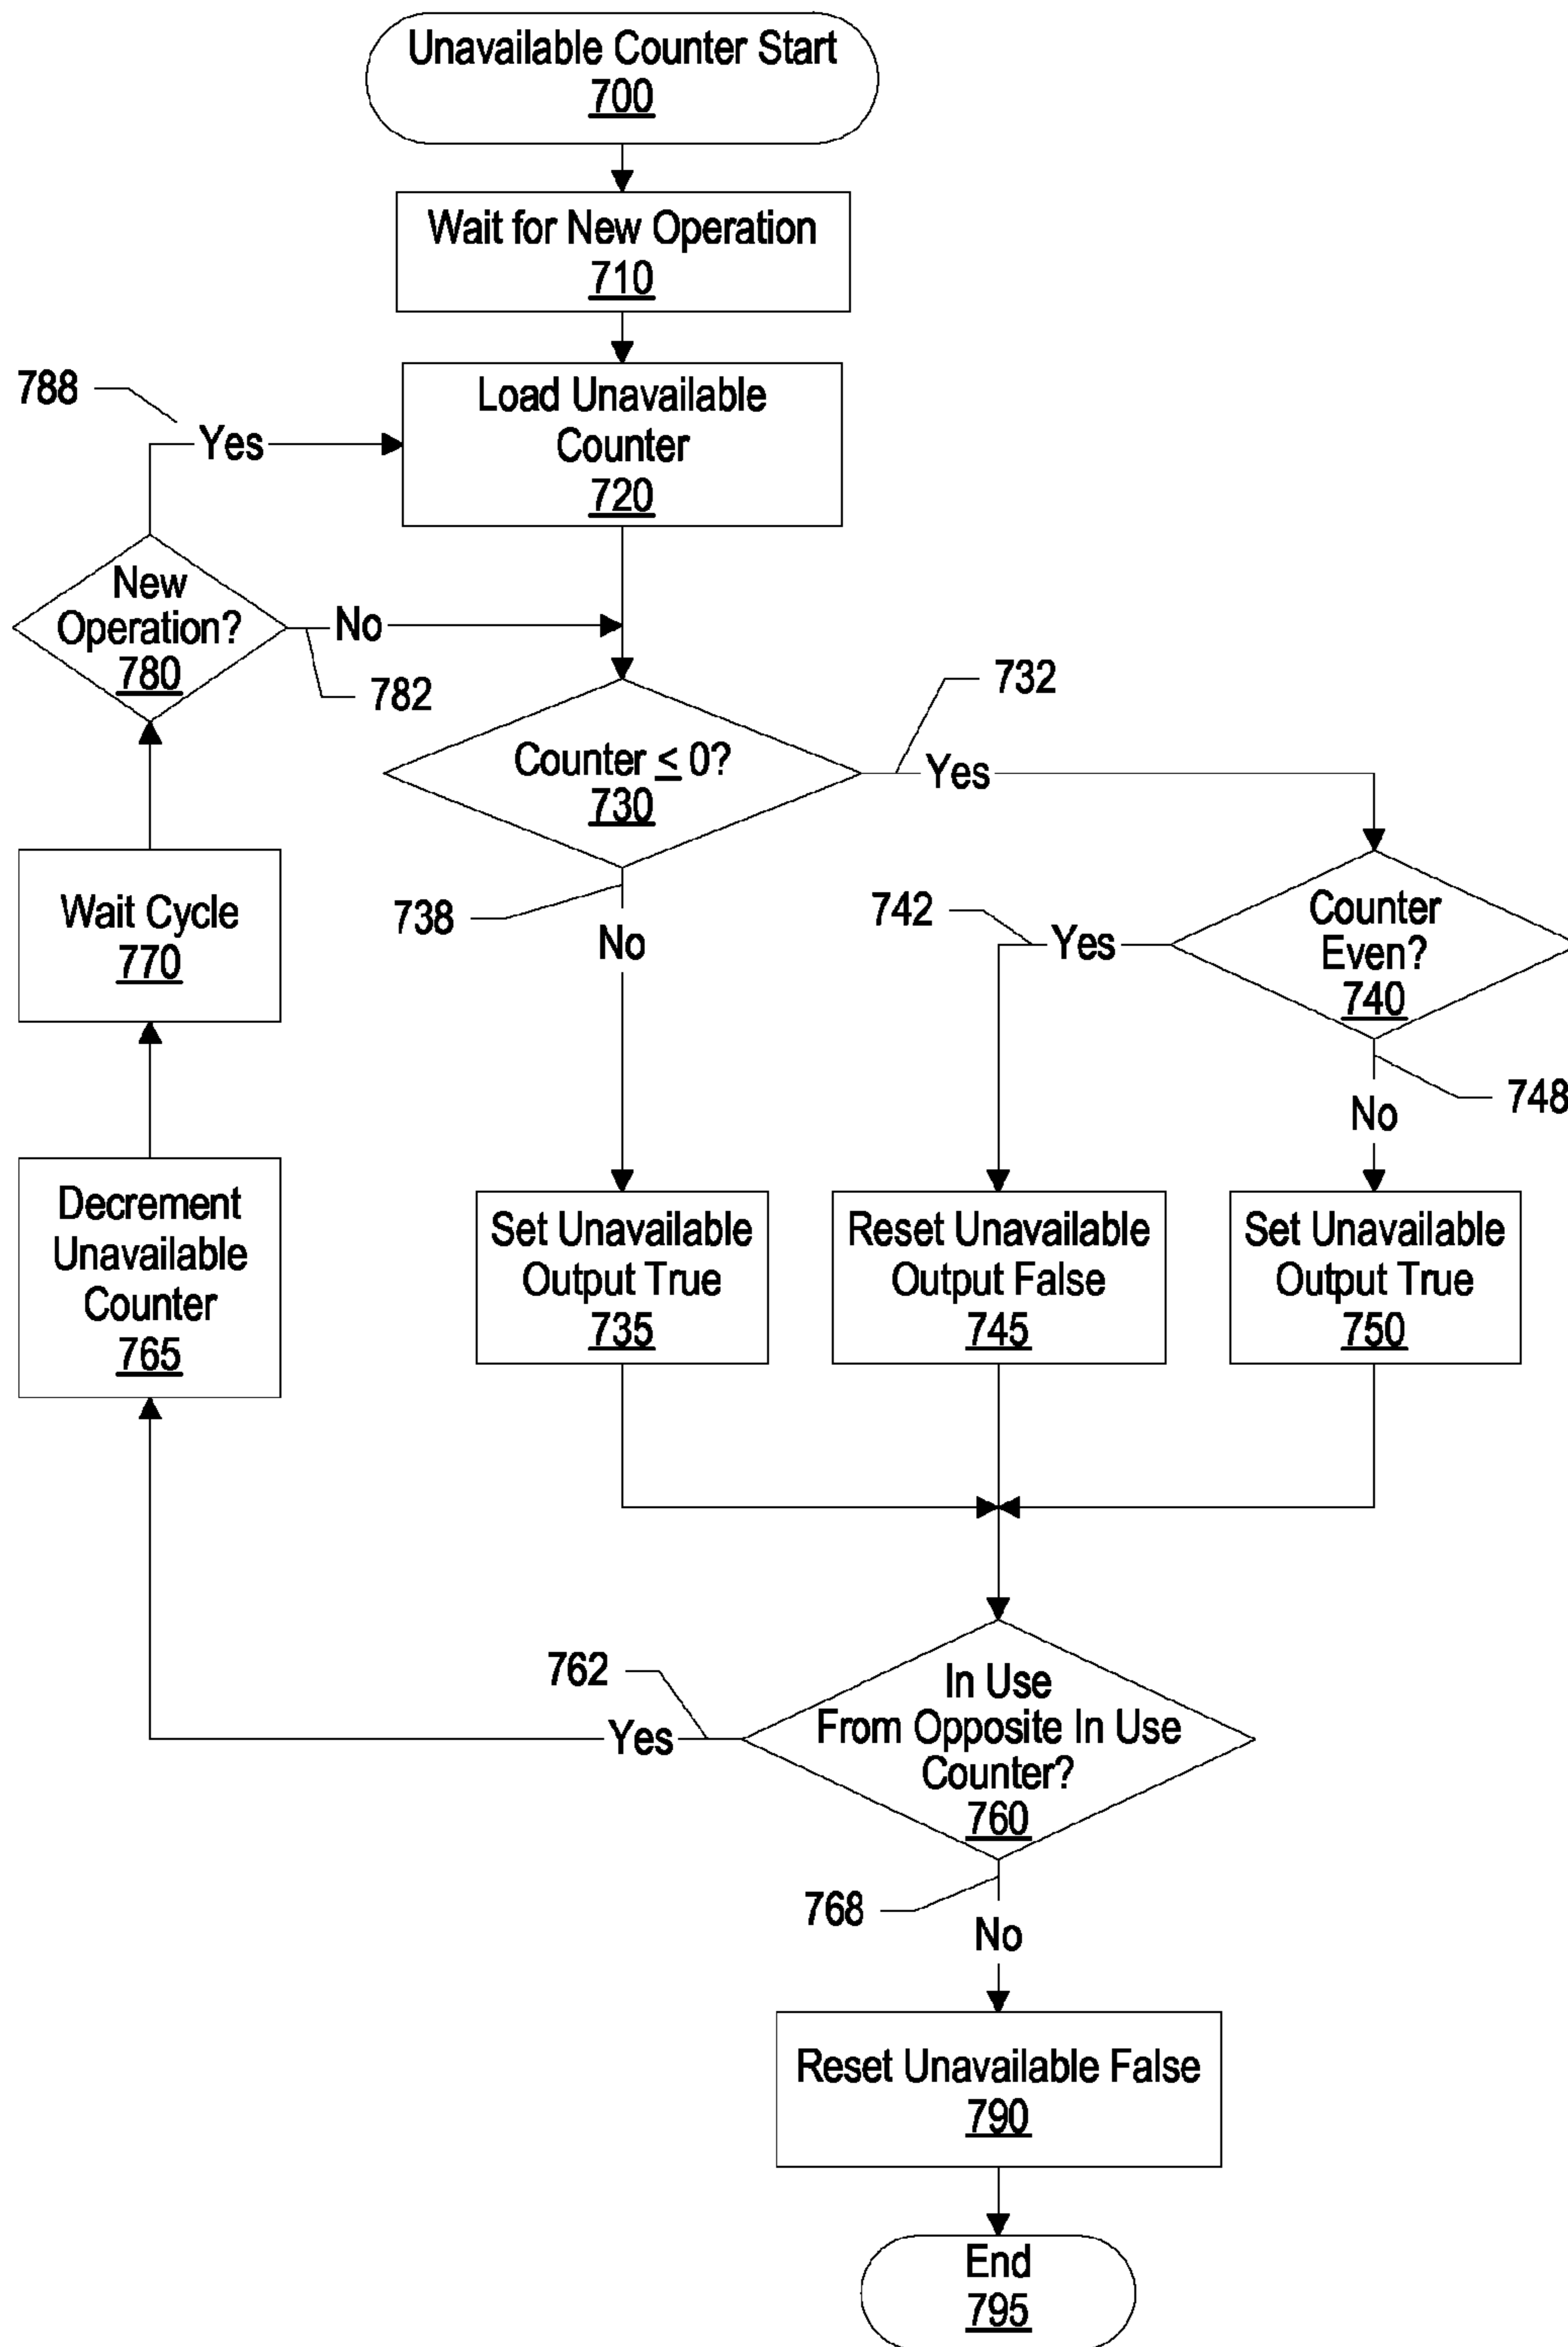 Unavailable Counter Start
700
Wait for New Operation
710
788
Yes
Load Unavailable
Counter
720
New
Operation?
780
No
782
732
Counter ≤ 0?
730
Yes
Wait Cycle
770
738
No
742
Yes
Counter
Even?
740
748
No
Decrement
Unavailable
Counter
765
Set Unavailable
Output True
735
Reset Unavailable
Output False
745
Set Unavailable
Output True
750
762
Yes
In Use
From Opposite In Use
Counter?
760
768
No
Reset Unavailable False
790
End
795